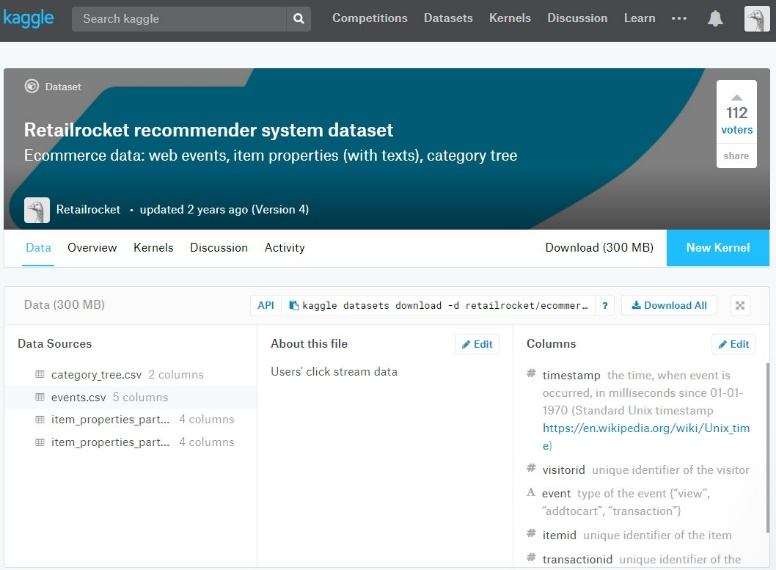 kaggle
Search kaggle
Competitions Datasets Kernels Discussion Learn
Dataset
Retailrocket recommender system dataset
Ecommerce data: web events, item properties (with texts), category tree
112
voters
share
Retailrocket • updated 2 years ago (Version 4)
Data Overview Kernels Discussion Activity
Download (300 MB)
New Kernel
Data (300 MB)
API kaggle datasets download -d retailrocket/ecommer… ?
Download All
Data Sources
category_tree.csv 2 columns
events.csv 5 columns
item_properties_part... 4 columns
item_properties_part... 4 columns
About this file
Edit
Users' click stream data
Columns
Edit
# timestamp the time, when event is
occurred, in milliseconds since 01-01-
1970 (Standard Unix timestamp
https://en.wikipedia.org/wiki/Unix_tim
e)
# visitorid unique identifier of the visitor
A event type of the event {“view”,
“addtocart”, “transaction”}
# itemid unique identifier of the item
# transactionid unique identifier of the